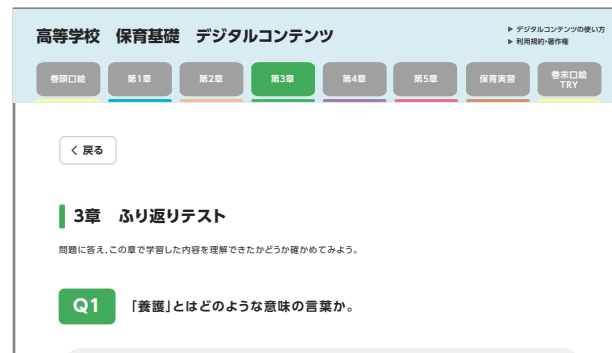 高等学校　保育基礎　デジタルコンテンツ
▶ デジタルコンテンツの使い方
▶ 利用規約・著作権
巻頭口絵
第1章
第2章
第3章
第4章
第5章
保育実習
巻末口絵
TRY
く 戻る
3章　ふり返りテスト
問題に答え，この章で学習した内容を理解できたかどうか確かめてみよう。
Q1
「養護」とはどのような意味の言葉か。